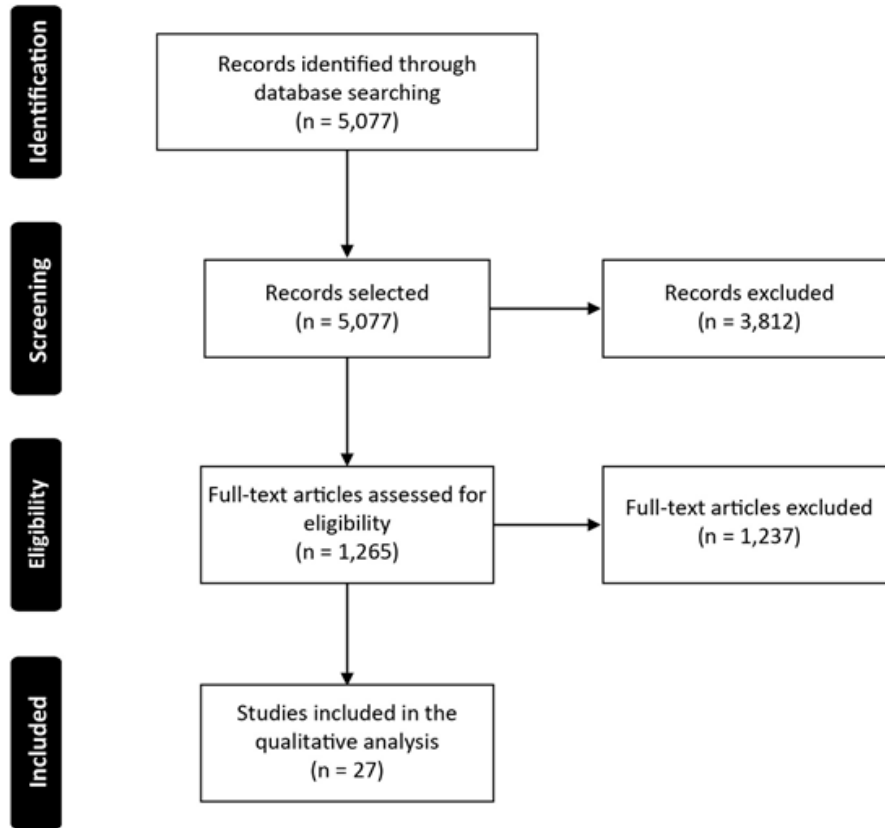 Identification
Records identified through
database searching
(n = 5,077)
Screening
Records selected
(n = 5,077)
Records excluded
(n = 3,812)
Eligibility
Full-text articles assessed for
eligibility
(n = 1,265)
Full-text articles excluded
(n = 1,237)
Included
Studies included in the
qualitative analysis
(n = 27)